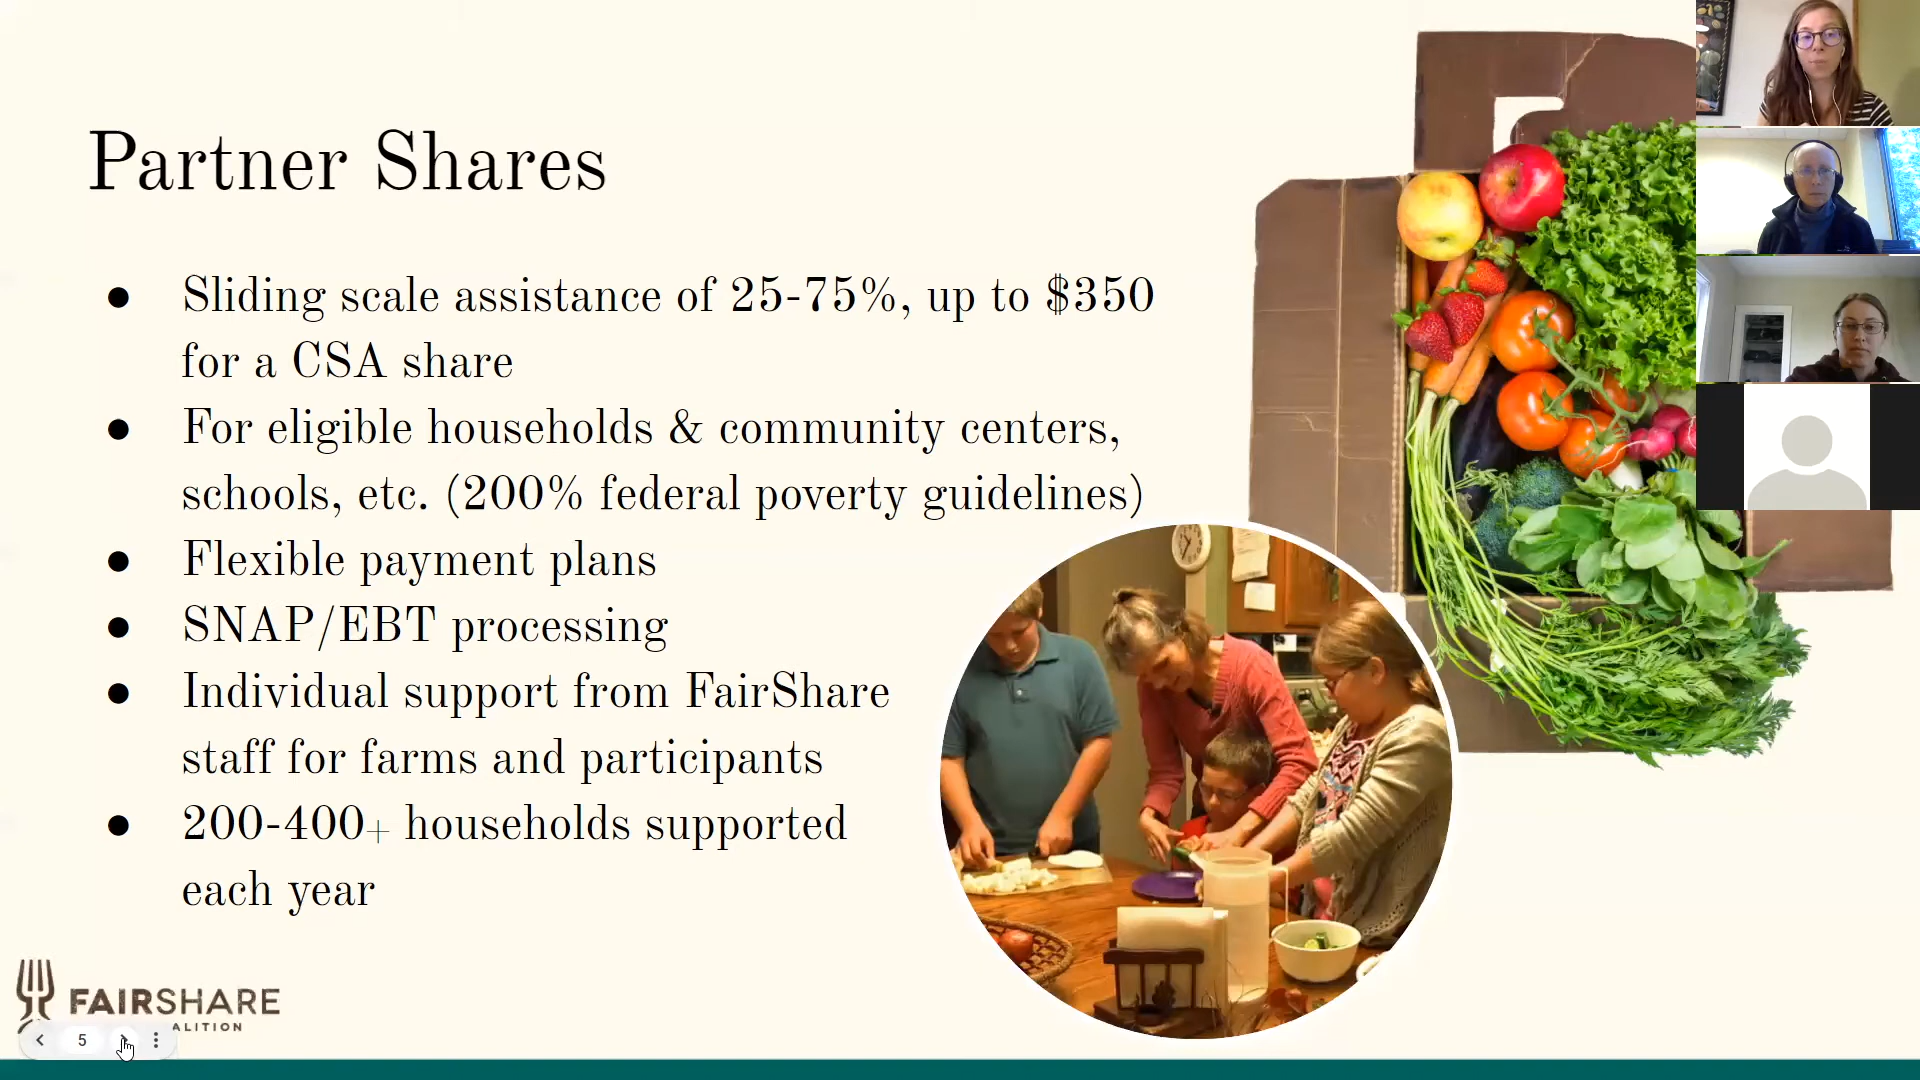 Partner Shares
● Sliding scale assistance of 25-75%, up to $350
for a CSA share
● For eligible households & community centers,
schools, etc. (200% federal poverty guidelines)
● Flexible payment plans
● SNAP/EBT processing
● Individual support from FairShare
staff for farms and participants
● 200-400+ households supported
each year
FAIRSHARE
ALITION
5